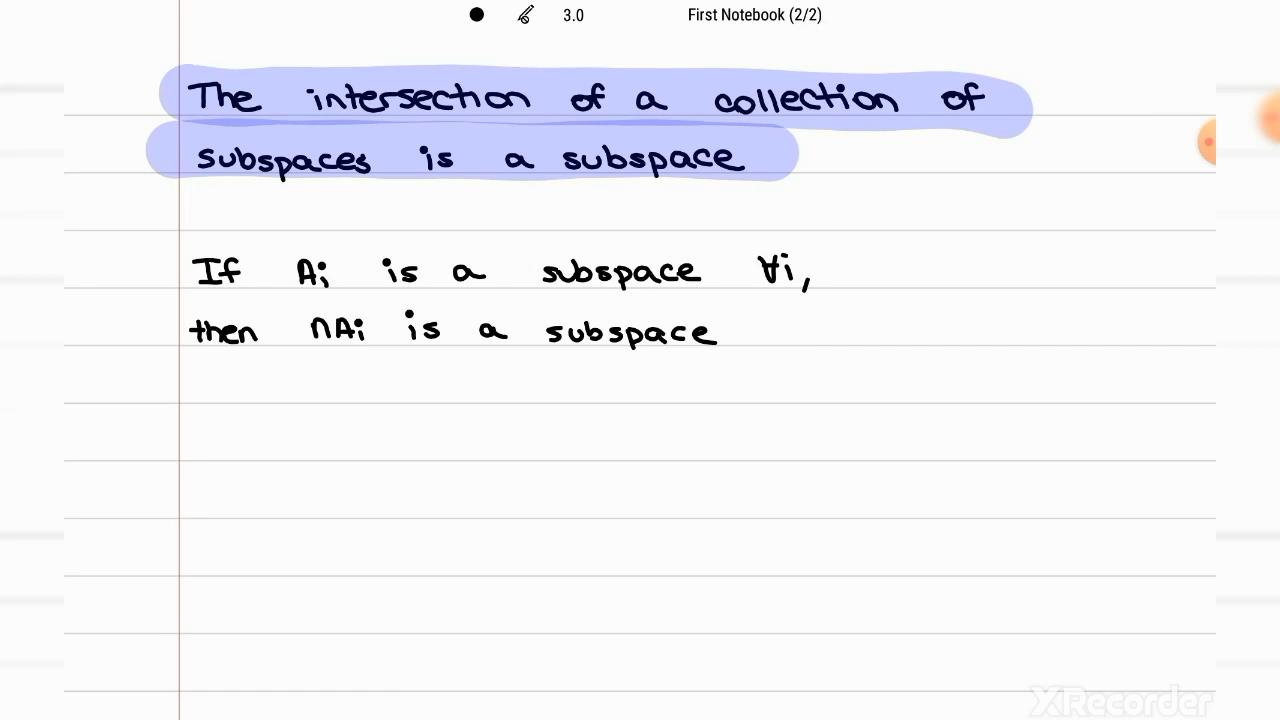 3.0 First Notebook (2/2)
The intersection of a collection of
subspaces is a subspace
If Ai is a subspace ∀i,
then ∩Ai is a subspace
XRecorder